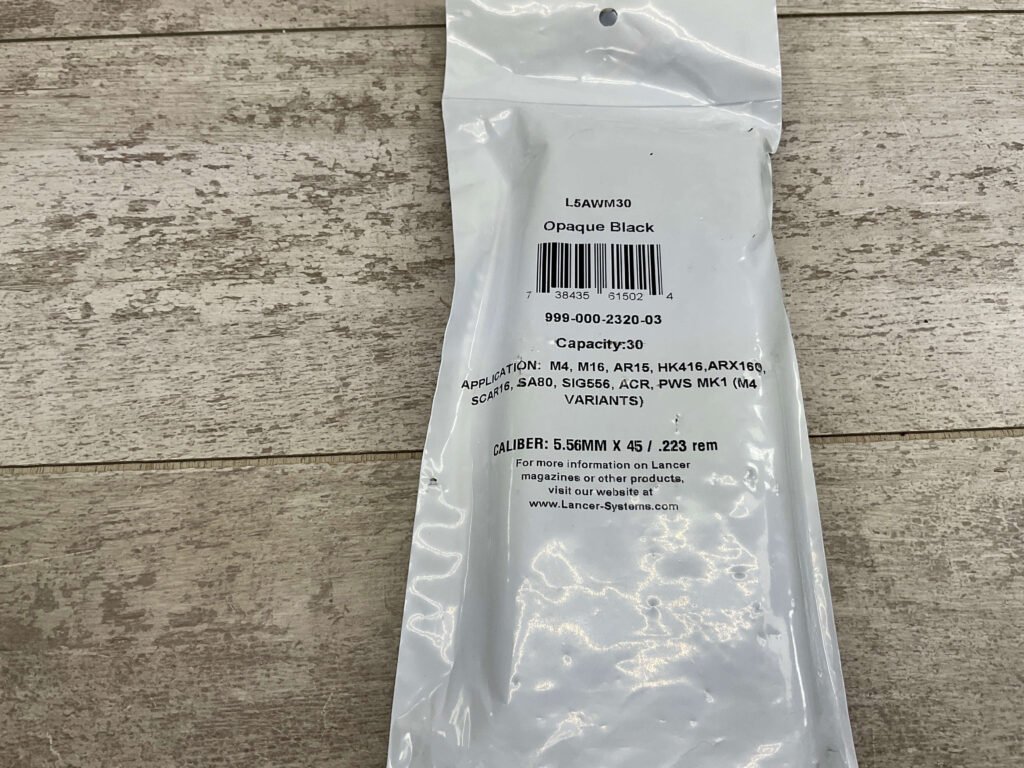 L5AWM30
Opaque Black
7 38435 61502 4
999-000-2320-03
Capacity:30
APPLICATION: M4, M16, AR15, HK416,ARX160,
SCAR16, SA80, SIG556, ACR, PWS MK1 (M4
VARIANTS)
CALIBER: 5.56MM X 45 / .223 rem
For more information on Lancer
magazines or other products,
visit our website at
www.Lancer-Systems.com